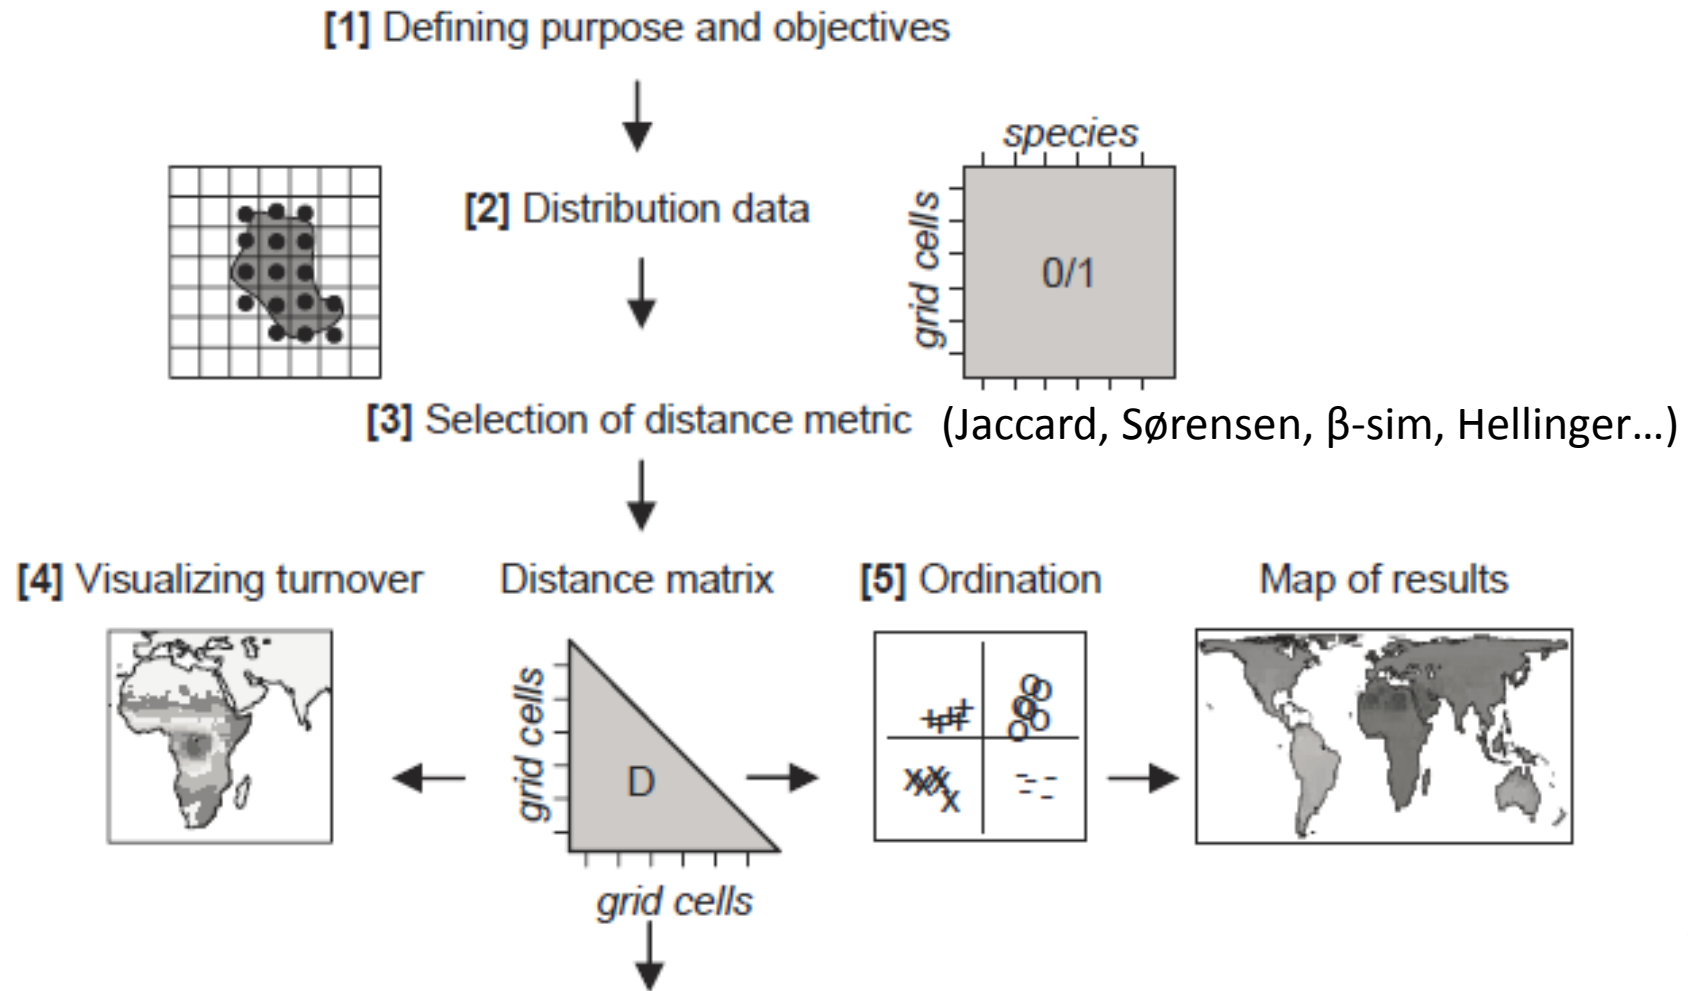 [1] Defining purpose and objectives
species
[2] Distribution data
grid cells
0/1
[3] Selection of distance metric (Jaccard, Sørensen, β-sim, Hellinger...)
[4] Visualizing turnover
Distance matrix
[5] Ordination
Map of results
grid cells
D
grid cells